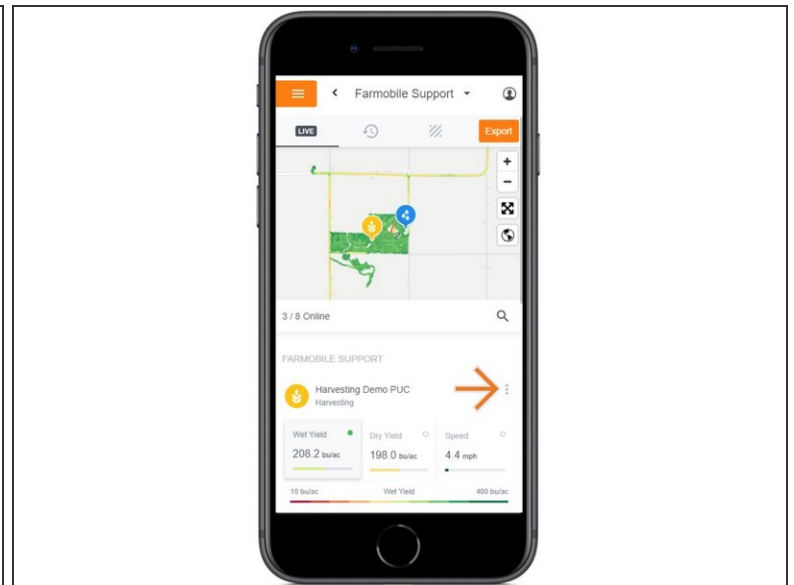 Farmobile Support
LIVE
Export
3 / 8 Online
FARMOBILE SUPPORT
Harvesting Demo PUC
Harvesting
Wet Yield Dry Yield Speed
208.2 bu/ac 198.0 bu/ac 4.4 mph
10 bu/ac Wet Yield 400 bu/ac